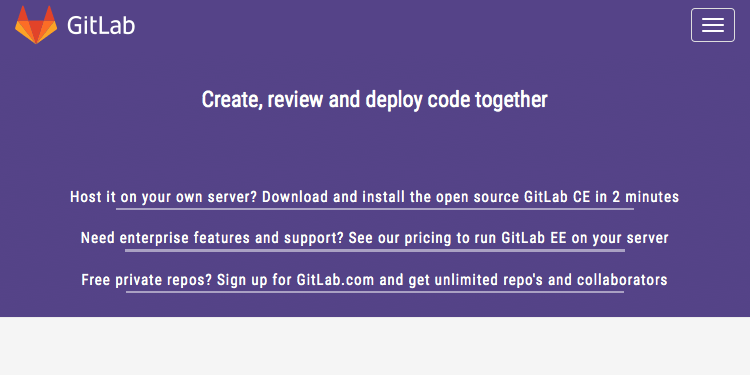 GitLab
Create, review and deploy code together
Host it on your own server? Download and install the open source GitLab CE in 2 minutes
Need enterprise features and support? See our pricing to run GitLab EE on your server
Free private repos? Sign up for GitLab.com and get unlimited repo's and collaborators